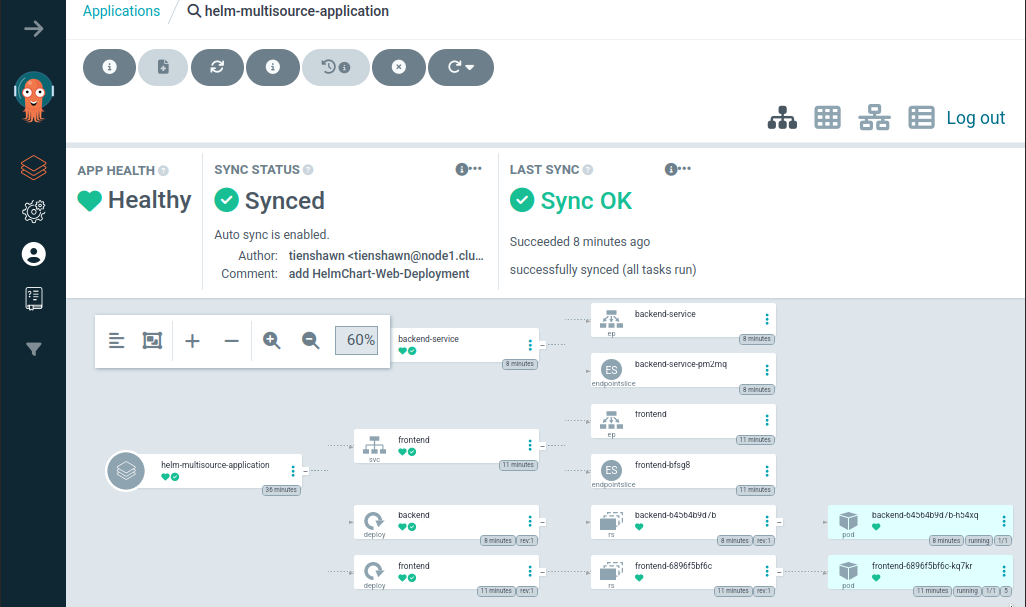 Applications
helm-multisource-application
Log out
APP HEALTH
Healthy
SYNC STATUS
Synced
Auto sync is enabled.
Author: tienshawn <tienshawn@node1.clu...
Comment: add HelmChart-Web-Deployment
LAST SYNC
Sync OK
Succeeded 8 minutes ago
successfully synced (all tasks run)
60%
backend-service
8 minutes
backend-service
ep
8 minutes
ES
backend-service-pm2mq
endpointslice
8 minutes
frontend
ep
11 minutes
frontend
svc
11 minutes
helm-multisource-application
36 minutes
ES
frontend-bfsg8
endpointslice
11 minutes
backend
deploy
8 minutes rev:1
backend-64564b9d7b
rs
8 minutes rev:1
backend-64564b9d7b-h54xq
pod
8 minutes running 1/1
frontend
deploy
11 minutes rev:1
frontend-6896f5bf6c
rs
11 minutes rev:1
frontend-6896f5bf6c-kq7kr
pod
11 minutes running 1/1 5